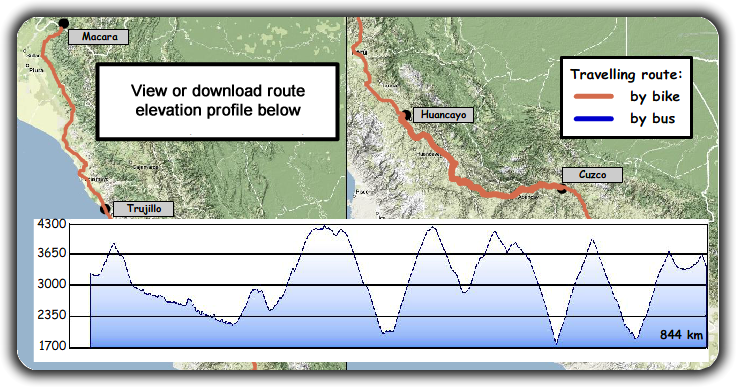 Macara
View or download route
elevation profile below
Trujillo
Huancayo
Cuzco
Travelling route:
by bike
by bus
4300
3650
3000
2350
1700
844 km